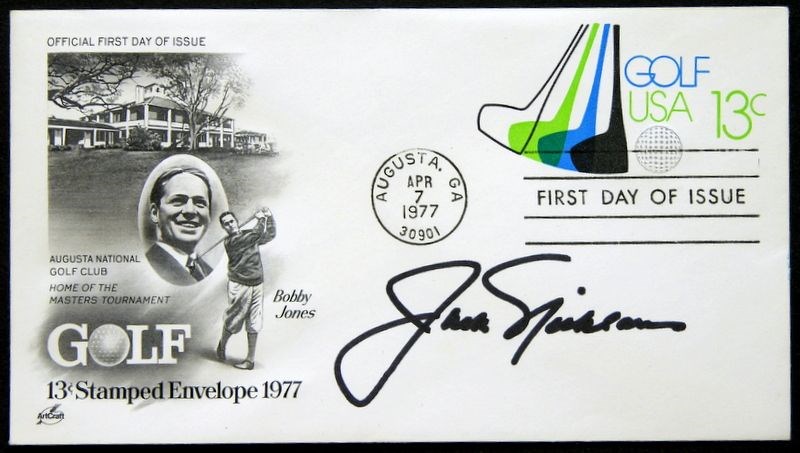 OFFICIAL FIRST DAY OF ISSUE
GOLF
USA 13c
AUGUSTA, GA
APR
7
1977
30901
FIRST DAY OF ISSUE
AUGUSTA NATIONAL
GOLF CLUB
HOME OF THE
MASTERS TOURNAMENT
Bobby
Jones
GOLF
13¢ Stamped Envelope 1977
ArtCraft
Jack Nicklaus